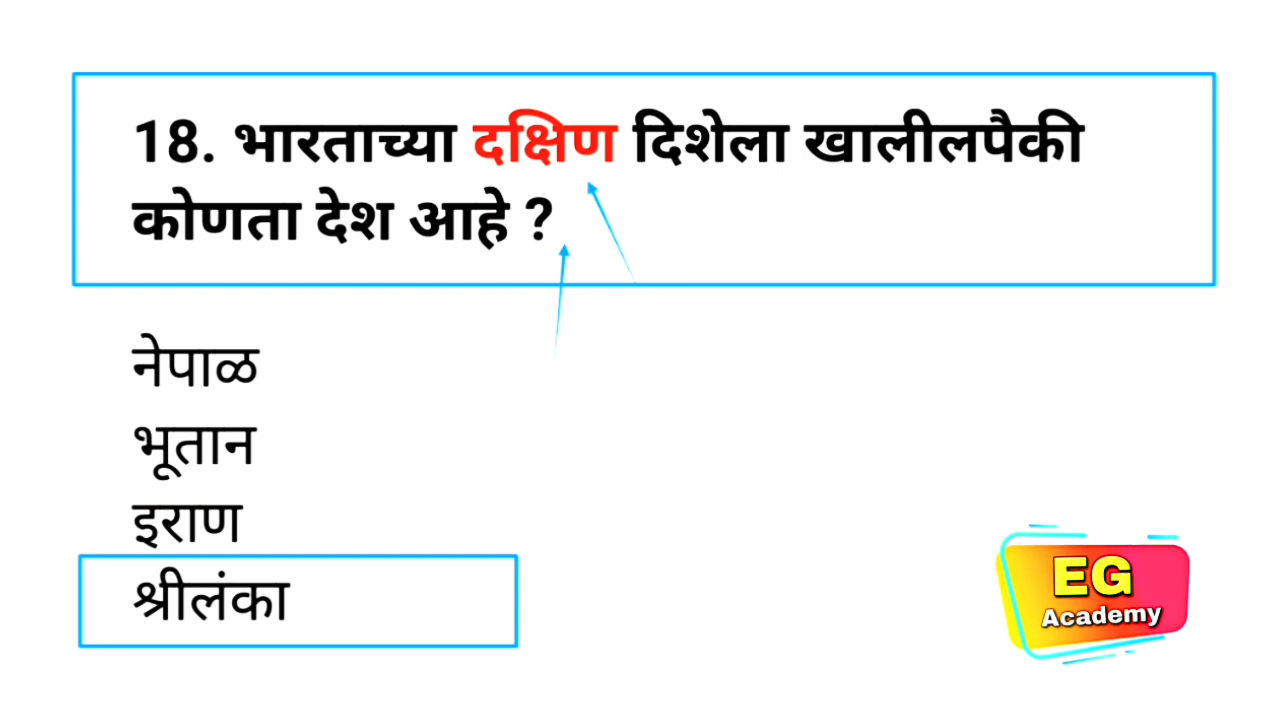 18. भारताच्या दक्षिण दिशेला खालीलपैकी
कोणता देश आहे ?
नेपाळ
भूतान
इराण
श्रीलंका
EG
Academy